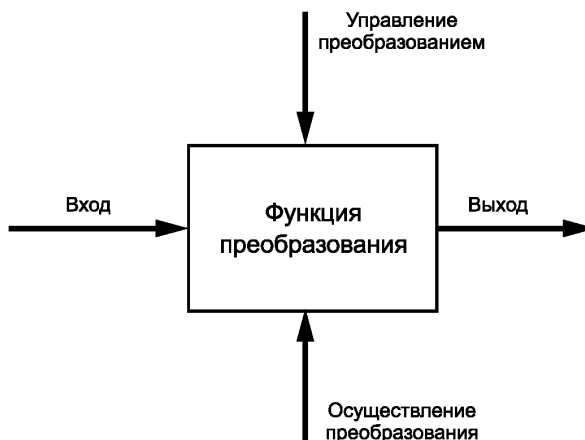 Управление
преобразованием
Вход
Функция
преобразования
Выход
Осуществление
преобразования